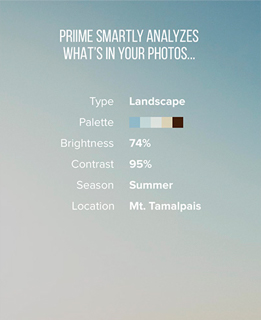 PRIIME SMARTLY ANALYZES
WHAT'S IN YOUR PHOTOS...
Type Landscape
Palette
Brightness 74%
Contrast 95%
Season Summer
Location Mt. Tamalpais